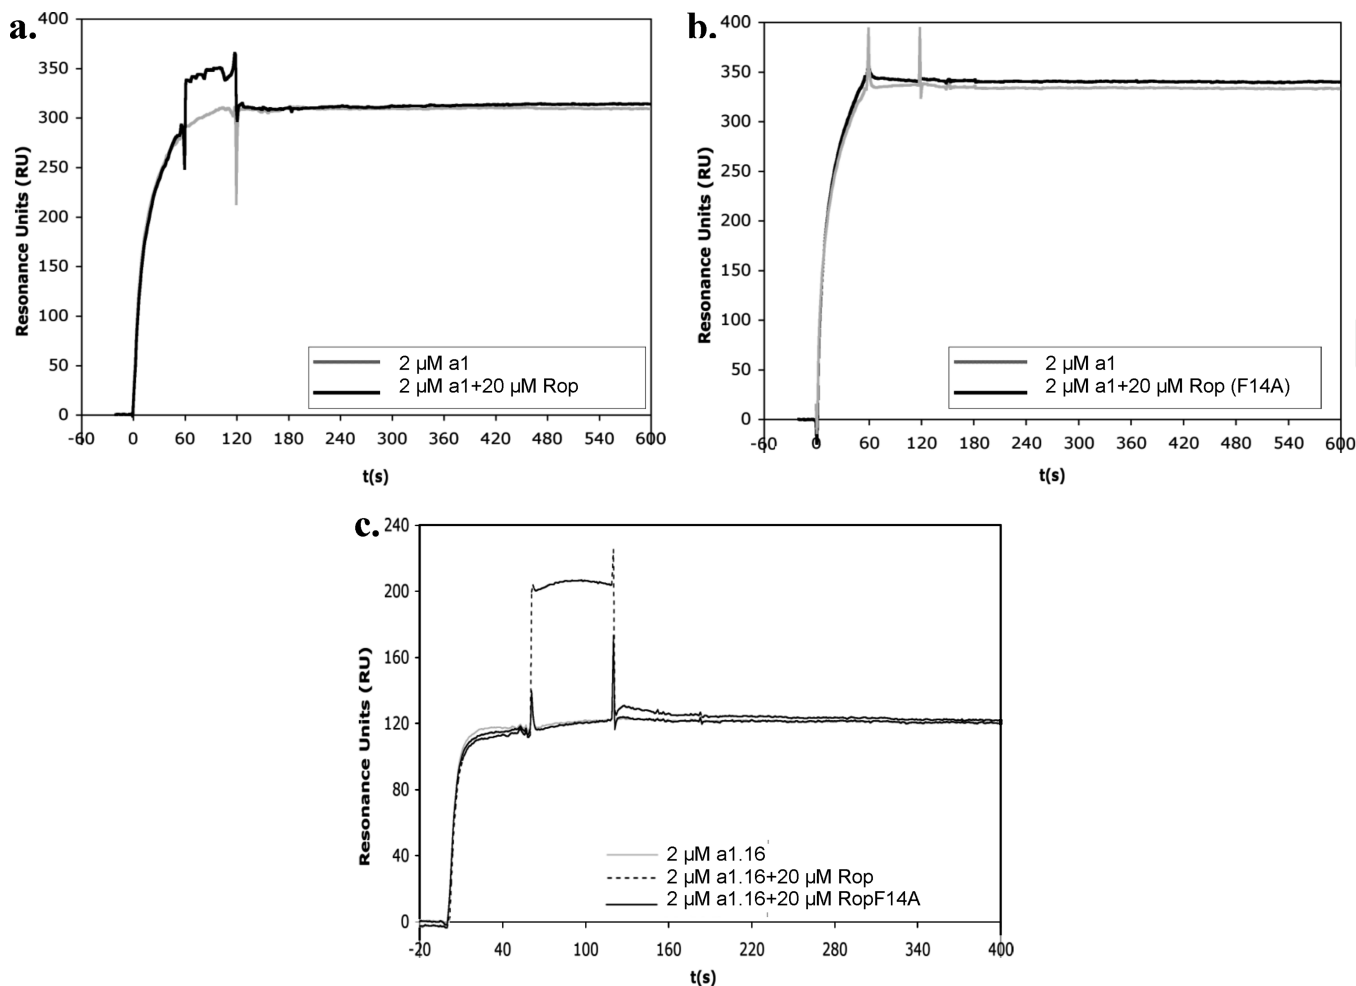 a.
400
350
300
250
200
150
100
50
0
Resonance Units (RU)
-60 0 60 120 180 240 300 360 420 480 540 600
t(s)
2 µM a1
2 µM a1+20 µM Rop
b.
400
350
300
250
200
150
100
50
0
Resonance Units (RU)
-60 0 60 120 180 240 300 360 420 480 540 600
t(s)
2 µM a1
2 µM a1+20 µM Rop (F14A)
c.
240
200
160
120
80
40
0
Resonance Units (RU)
-20 40 100 160 220 280 340 400
t(s)
2 µM a1.16
2 µM a1.16+20 µM Rop
2 µM a1.16+20 µM RopF14A